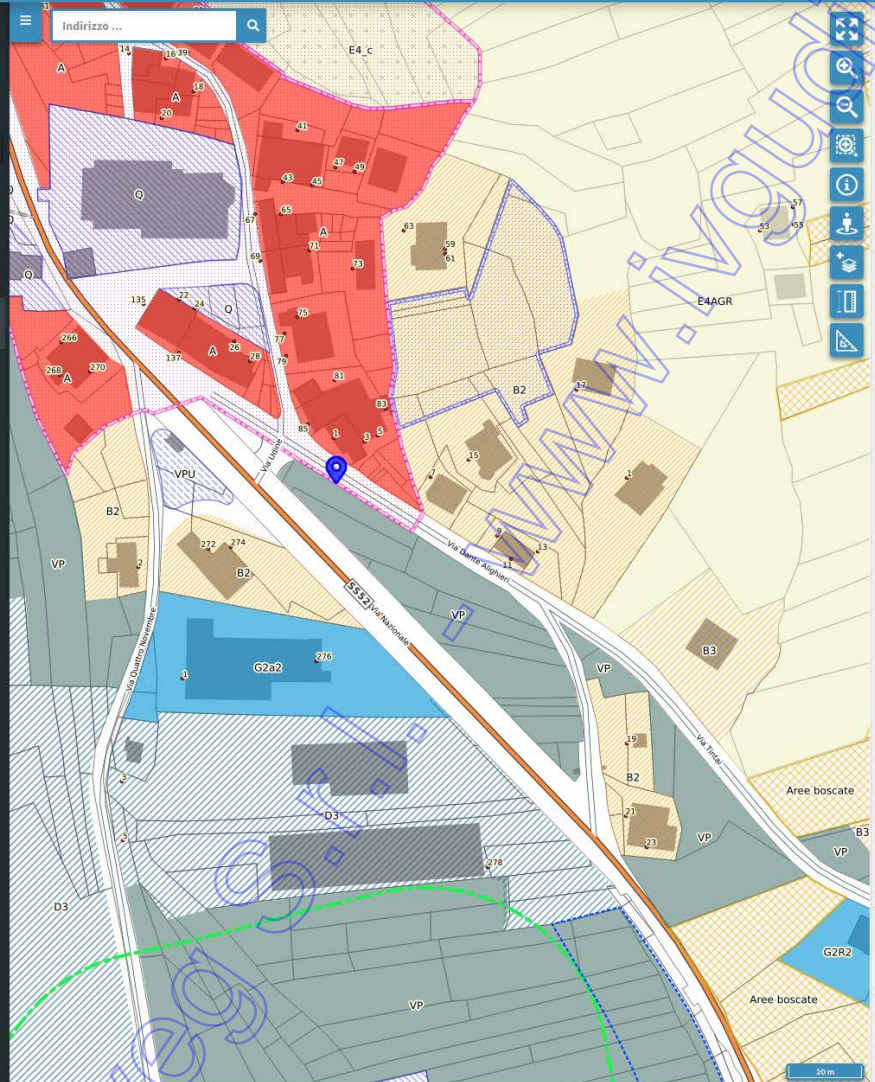 31
Indirizzo ...
14
16
39
E4_c
A
18
A
20
41
47
49
43
45
Q
57
65
67
A
63
53
55
Q
71
59
61
69
73
Q
22
135
24
Q
E4AGR
75
266
26
77
137
A
28
79
268
270
A
81
17
B2
83
85
1
3
5
Via Udine
15
VPU
7
1
B2
9
272
274
13
VP
2
Via Dante Alighieri
11
B2
SS52
Via Nazionale
VP
Via Quattro Novembre
276
G2a2
1
VP
B3
19
Via Tintai
3
B2
Aree boscate
D3
21
5
VP
B3
23
VP
278
D3
G2R2
VP
Aree boscate
20 m